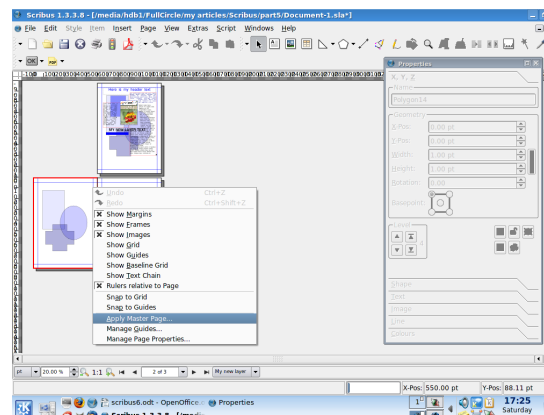 Scribus 1.3.3.8 - [/media/hdb1/FullCircle/my articles/Scribus/part5/Document-1.sla*]
File Edit Style Item Insert Page View Extras Script Windows Help
OK PDF
Here is my header text
MY NEW LAYER TEXT
Properties
X, Y, Z
Name
Polygon14
Geometry
X-Pos: 0.00 pt
Y-Pos: 0.00 pt
Width: 1.00 pt
Height: 1.00 pt
Rotation: 0.00
Basepoint:
Level
4
Shape
Text
Image
Line
Colours
Undo Ctrl+Z
Redo Ctrl+Shift+Z
Show Margins
Show Frames
Show Images
Show Grid
Show Guides
Show Baseline Grid
Show Text Chain
Rulers relative to Page
Snap to Grid
Snap to Guides
Apply Master Page...
Manage Guides...
Manage Page Properties...
pt 20.00 % 1:1 2 of 3 My new layer
X-Pos: 550.00 pt Y-Pos: 88.11 pt
scribus6.odt - OpenOffice Properties
Scribus 1.3.3.8 - [/media
1
17:25
Saturday